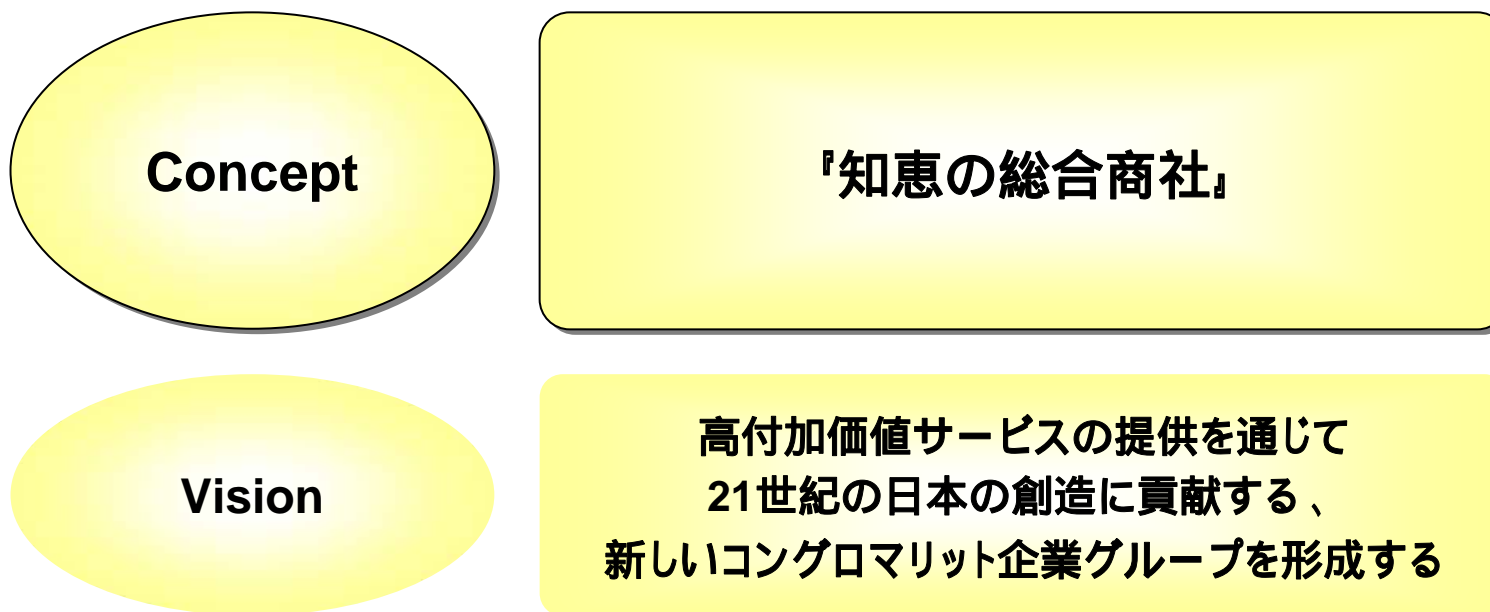 Concept
『知恵の総合商社』
Vision
高付加価値サービスの提供を通じて
21世紀の日本の創造に貢献する、
新しいコングロマリット企業グループを形成する